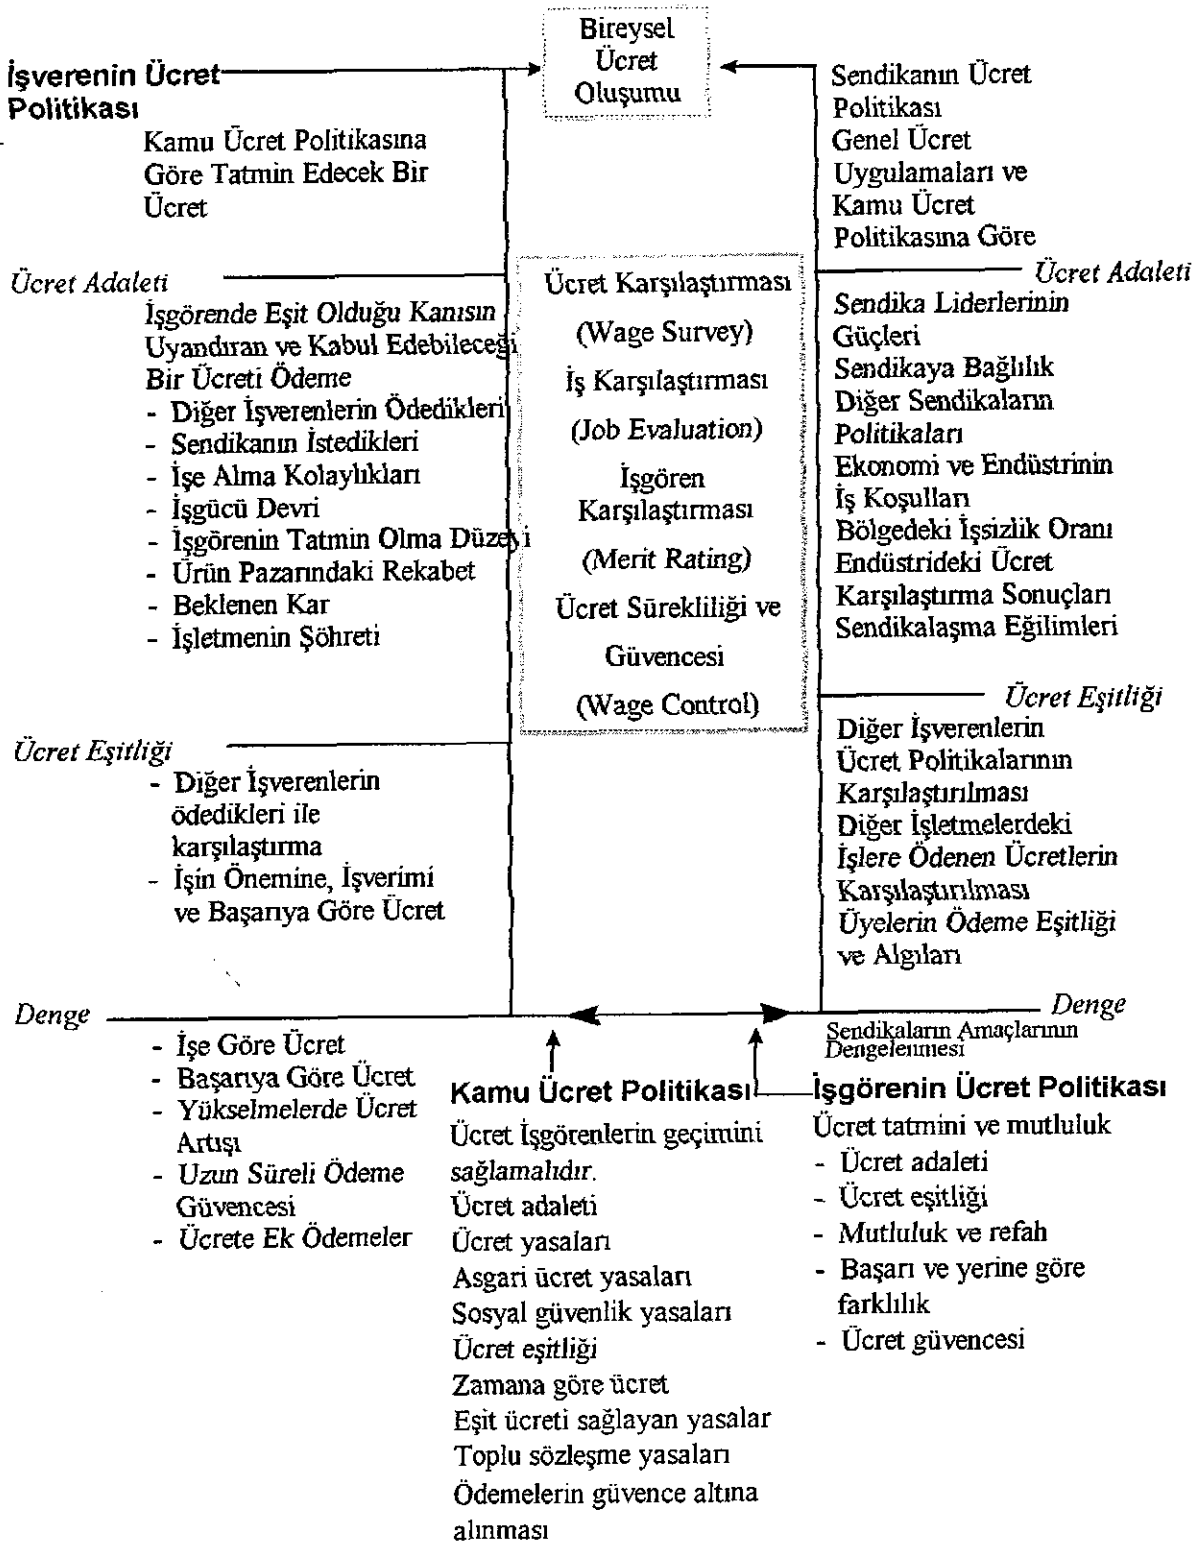 Bireysel
Ücret
Oluşumu
İşverenin Ücret
Politikası
Kamu Ücret Politikasına
Göre Tatmin Edecek Bir
Ücret
Ücret Adaleti
İşgörende Eşit Olduğu Kanısın
Uyandıran ve Kabul Edebileceği
Bir Ücreti Ödeme
- Diğer İşverenlerin Ödedikleri
- Sendikanın İstedikleri
- İşe Alma Kolaylıkları
- İşgücü Devri
- İşgörenin Tatmin Olma Düzeyi
- Ürün Pazarındaki Rekabet
- Beklenen Kar
- İşletmenin Şöhreti
Ücret Eşitliği
- Diğer İşverenlerin
ödedikleri ile
karşılaştırma
- İşin Önemine, İşverimi
ve Başarıya Göre Ücret
Denge
- İşe Göre Ücret
- Başarıya Göre Ücret
- Yükselmelerde Ücret
Artışı
- Uzun Süreli Ödeme
Güvencesi
- Ücrete Ek Ödemeler
Ücret Karşılaştırması
(Wage Survey)
İş Karşılaştırması
(Job Evaluation)
İşgören
Karşılaştırması
(Merit Rating)
Ücret Sürekliliği ve
Güvencesi
(Wage Control)
Sendikanın Ücret
Politikası
Genel Ücret
Uygulamaları ve
Kamu Ücret
Politikasına Göre
Ücret Adaleti
Sendika Liderlerinin
Güçleri
Sendikaya Bağlılık
Diğer Sendikaların
Politikaları
Ekonomi ve Endüstrinin
İş Koşulları
Bölgedeki İşsizlik Oranı
Endüstrideki Ücret
Karşılaştırma Sonuçları
Sendikalaşma Eğilimleri
Ücret Eşitliği
Diğer İşverenlerin
Ücret Politikalarının
Karşılaştırılması
Diğer İşletmelerdeki
İşlere Ödenen Ücretlerin
Karşılaştırılması
Üyelerin Ödeme Eşitliği
ve Algıları
Denge
Sendikaların Amaçlarının
Dengelenmesi
Kamu Ücret Politikası
Ücret İşgörenlerin geçimini
sağlamalıdır.
Ücret adaleti
Ücret yasaları
Asgari ücret yasaları
Sosyal güvenlik yasaları
Ücret eşitliği
Zamana göre ücret
Eşit ücreti sağlayan yasalar
Toplu sözleşme yasaları
Ödemelerin güvence altına
alınması
İşgörenin Ücret Politikası
Ücret tatmini ve mutluluk
- Ücret adaleti
- Ücret eşitliği
- Mutluluk ve refah
- Başarı ve yerine göre
farklılık
- Ücret güvencesi